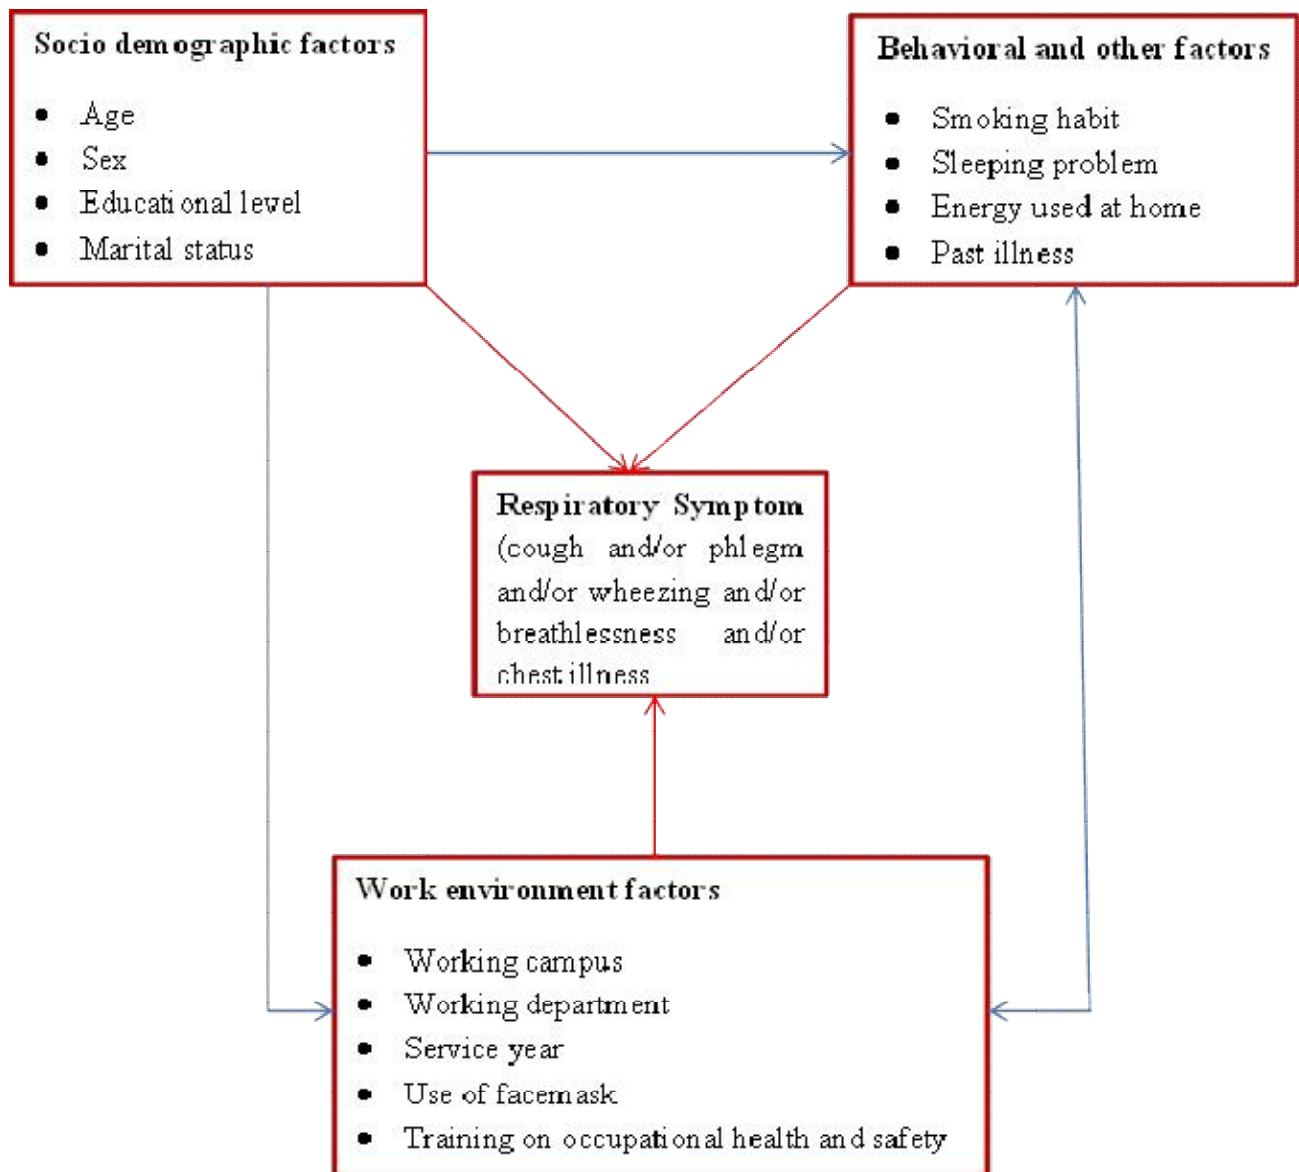 Socio demographic factors
• Age
• Sex
• Educational level
• Marital status
Behavioral and other factors
• Smoking habit
• Sleeping problem
• Energy used at home
• Past illness
Respiratory Symptom
(cough and/or phlegm
and/or wheezing and/or
breathlessness and/or
chest illness
Work environment factors
• Working campus
• Working department
• Service year
• Use of facemask
• Training on occupational health and safety